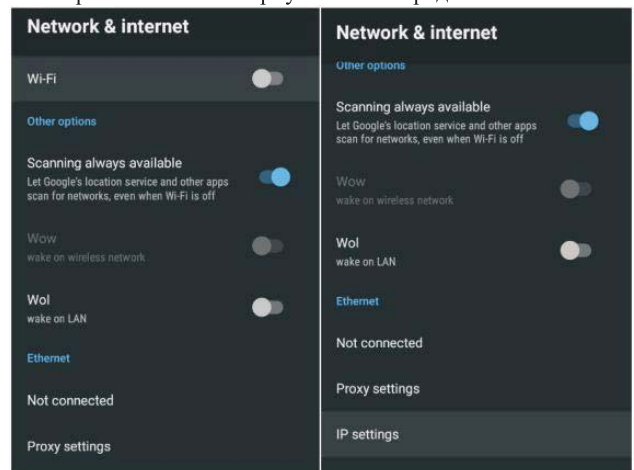 Network & internet
Wi-Fi
Other options
Scanning always available
Let Google's location service and other apps
scan for networks, even when Wi-Fi is off
Wow
wake on wireless network
Wol
wake on LAN
Ethernet
Not connected
Proxy settings
Network & internet
Other options
Scanning always available
Let Google's location service and other apps
scan for networks, even when Wi-Fi is off
Wow
wake on wireless network
Wol
wake on LAN
Ethernet
Not connected
Proxy settings
IP settings